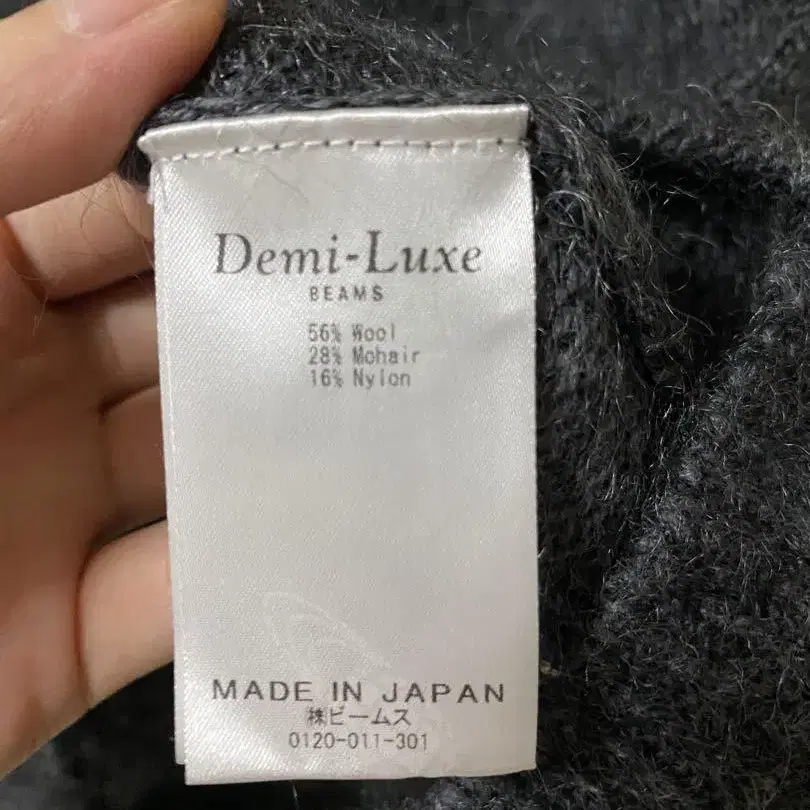 Demi-Luxe
BEAMS
56% Wool
28% Mohair
16% Nylon
MADE IN JAPAN
㈱ビームス
0120-011-301